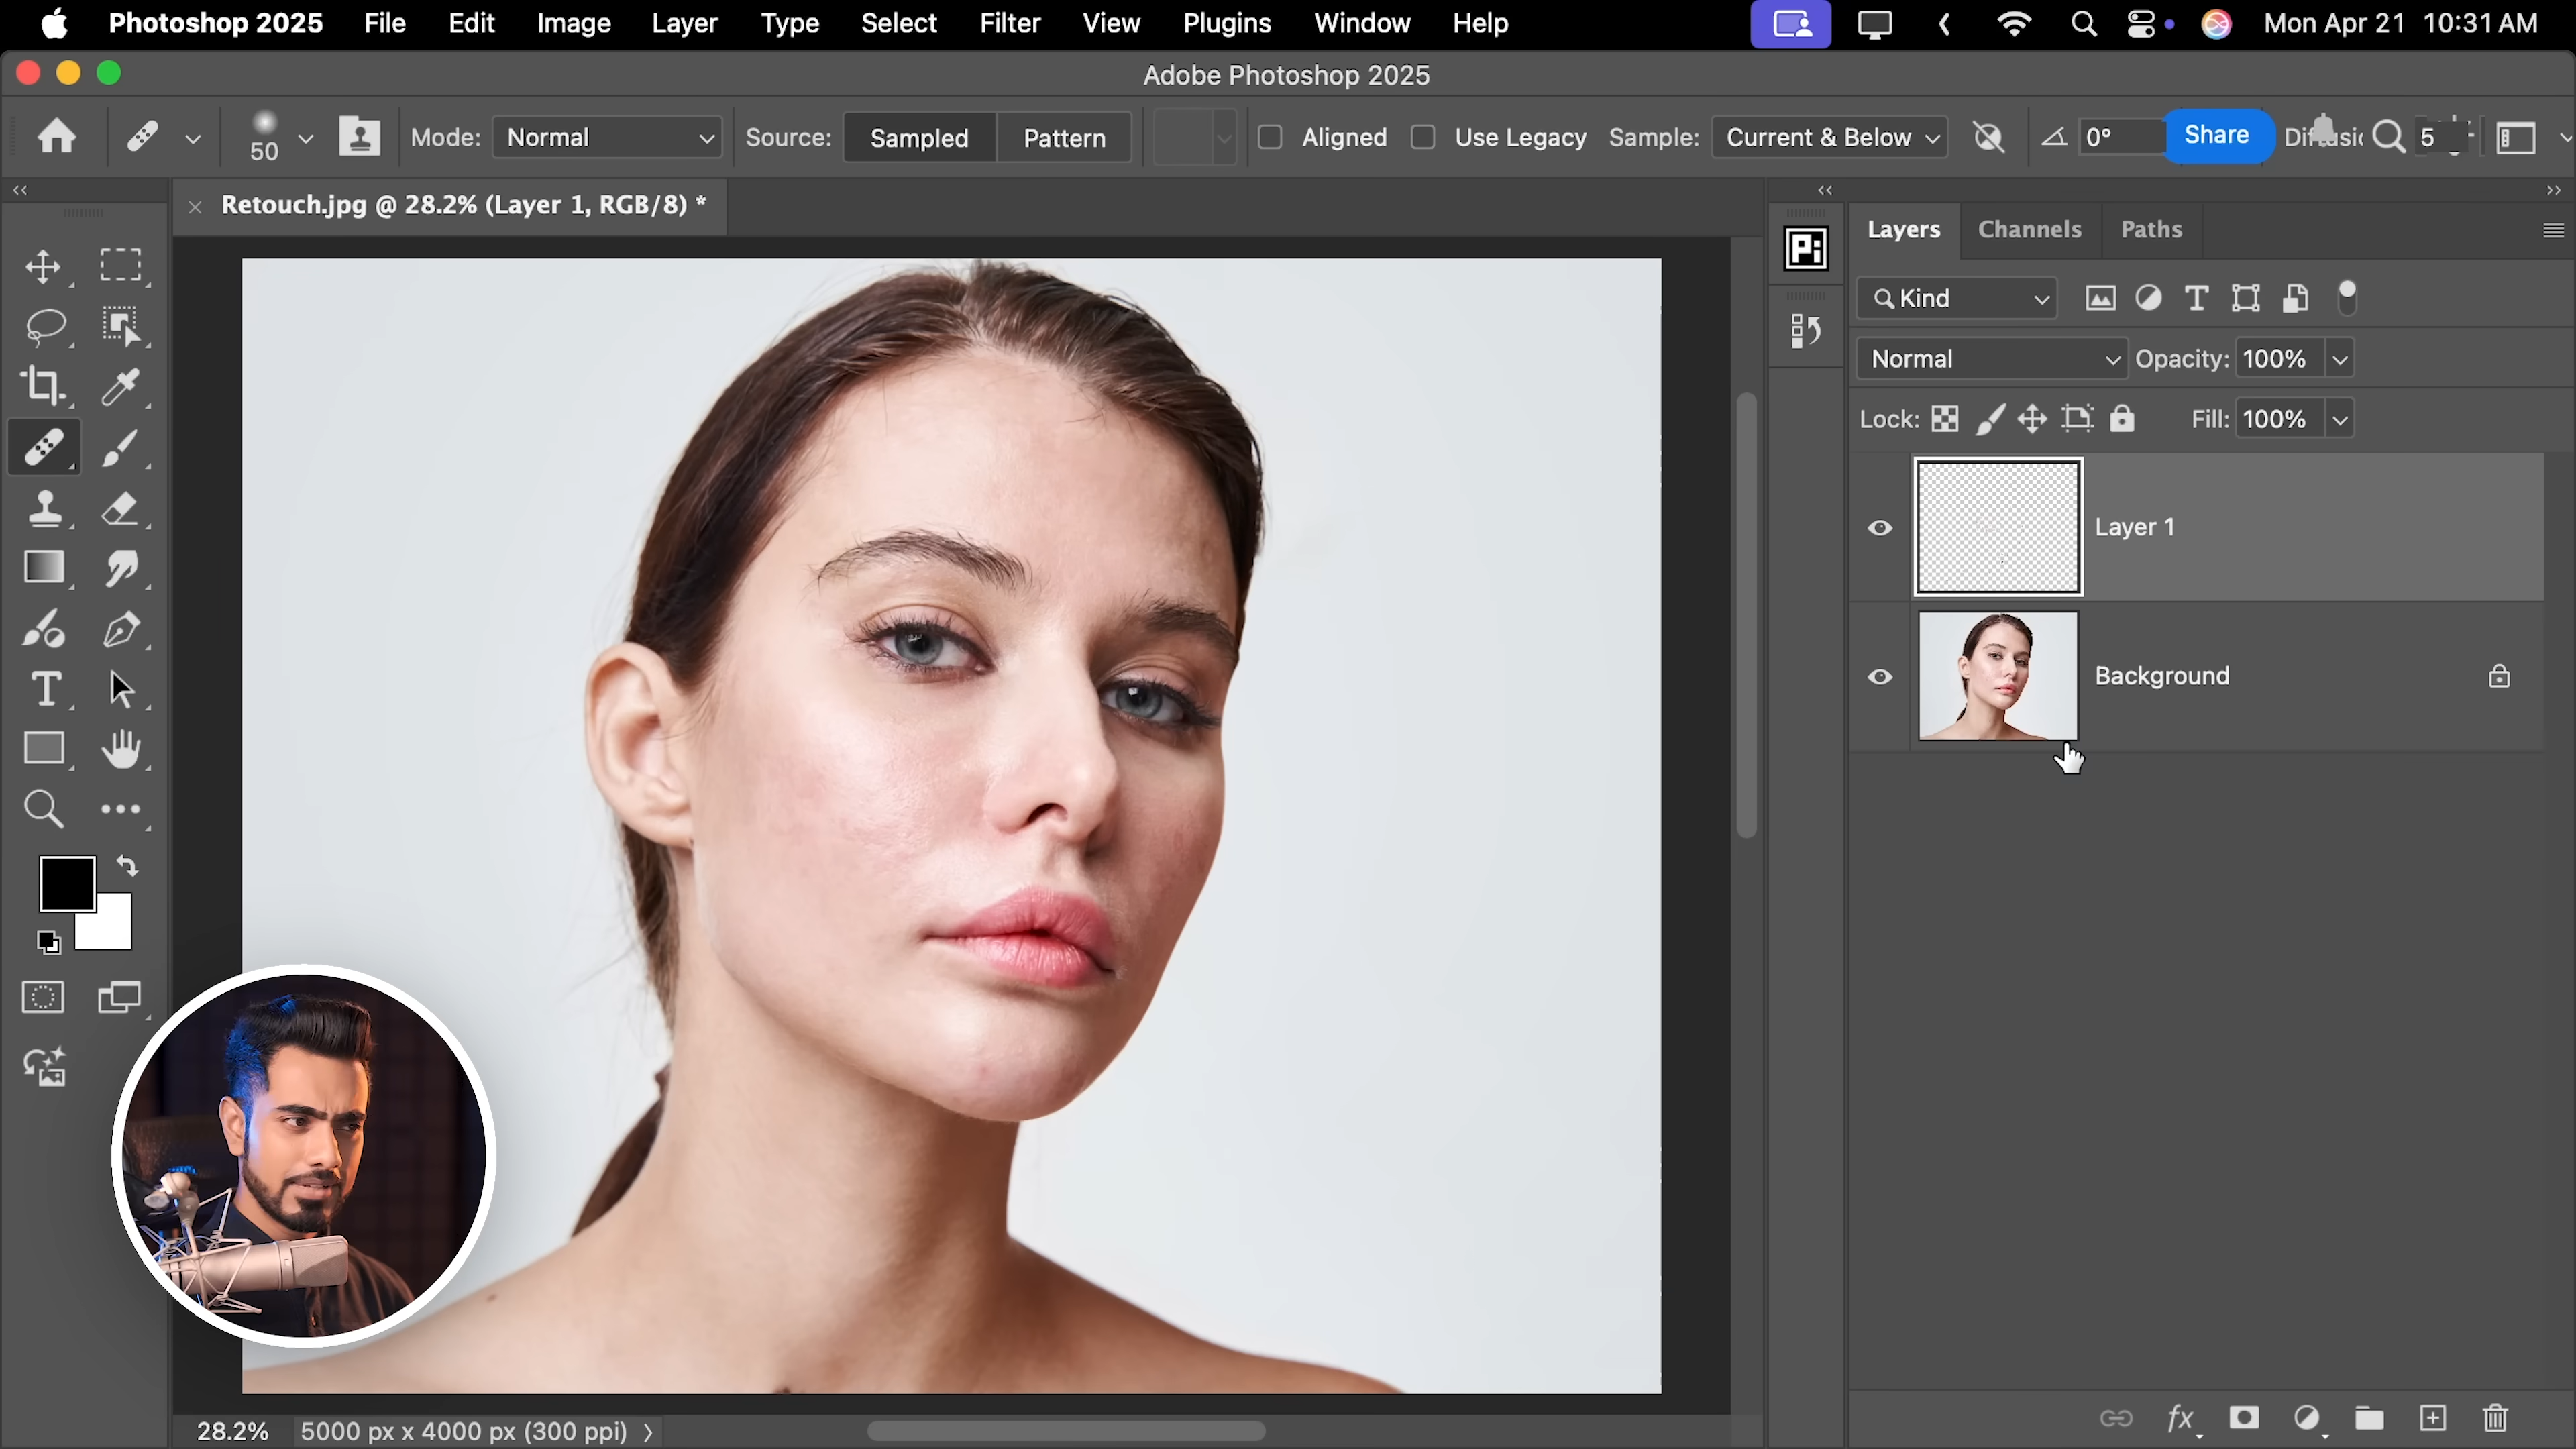 Photoshop 2025 File Edit Image Layer Type Select Filter View Plugins Window Help Mon Apr 21 10:31 AM
Adobe Photoshop 2025
50 Mode: Normal Source: Sampled Pattern Aligned Use Legacy Sample: Current & Below 0° Share 5
Retouch.jpg @ 28.2% (Layer 1, RGB/8) *
Layers Channels Paths
Pi
Kind
Normal Opacity: 100%
Lock: Fill: 100%
Layer 1
Background
28.2% 5000 px x 4000 px (300 ppi)
fx